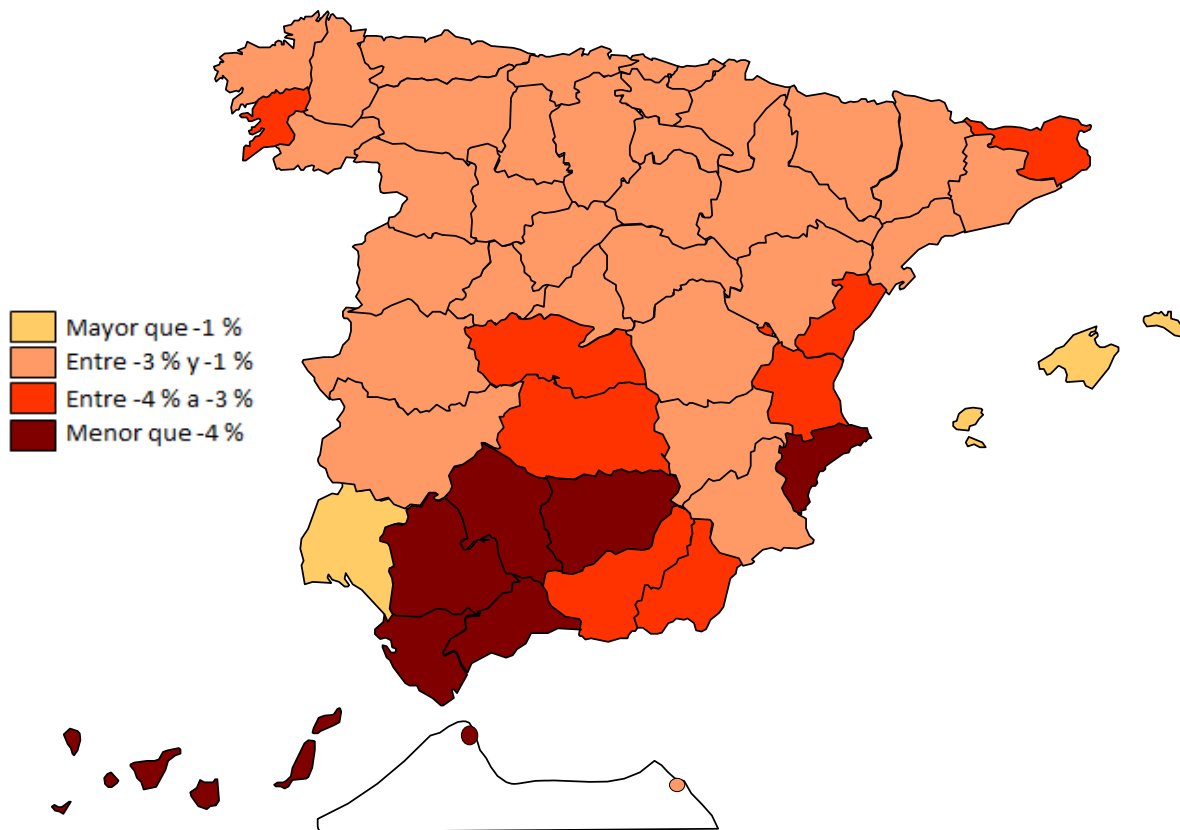 Mayor que -1 %
Entre -3 % y -1 %
Entre -4 % a -3 %
Menor que -4 %